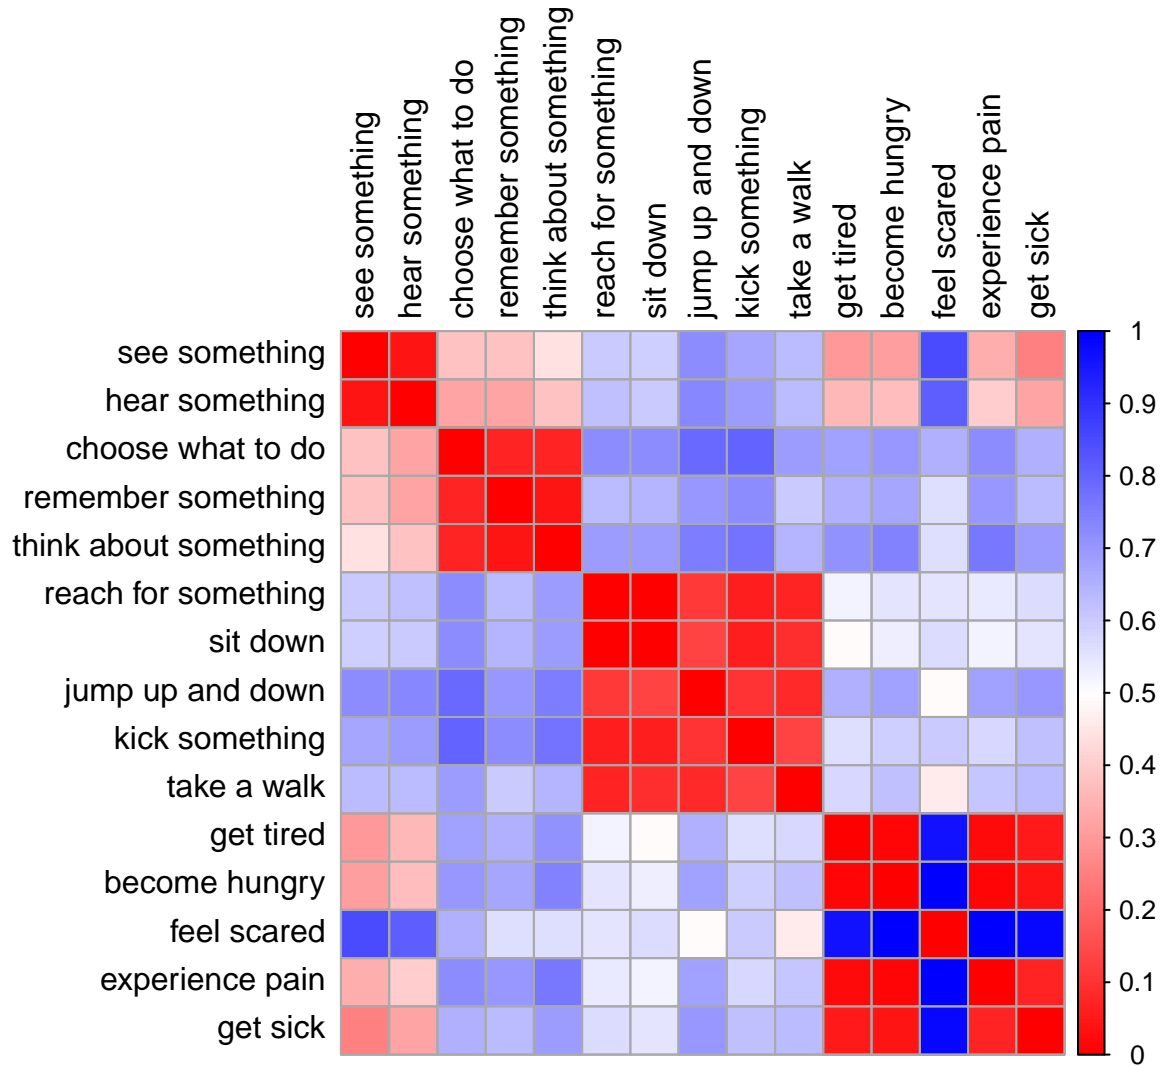 see something
hear something
choose what to do
remember something
think about something
reach for something
sit down
jump up and down
kick something
take a walk
get tired
become hungry
feel scared
experience pain
get sick
see something
hear something
choose what to do
remember something
think about something
reach for something
sit down
jump up and down
kick something
take a walk
get tired
become hungry
feel scared
experience pain
get sick
1
0.9
0.8
0.7
0.6
0.5
0.4
0.3
0.2
0.1
0